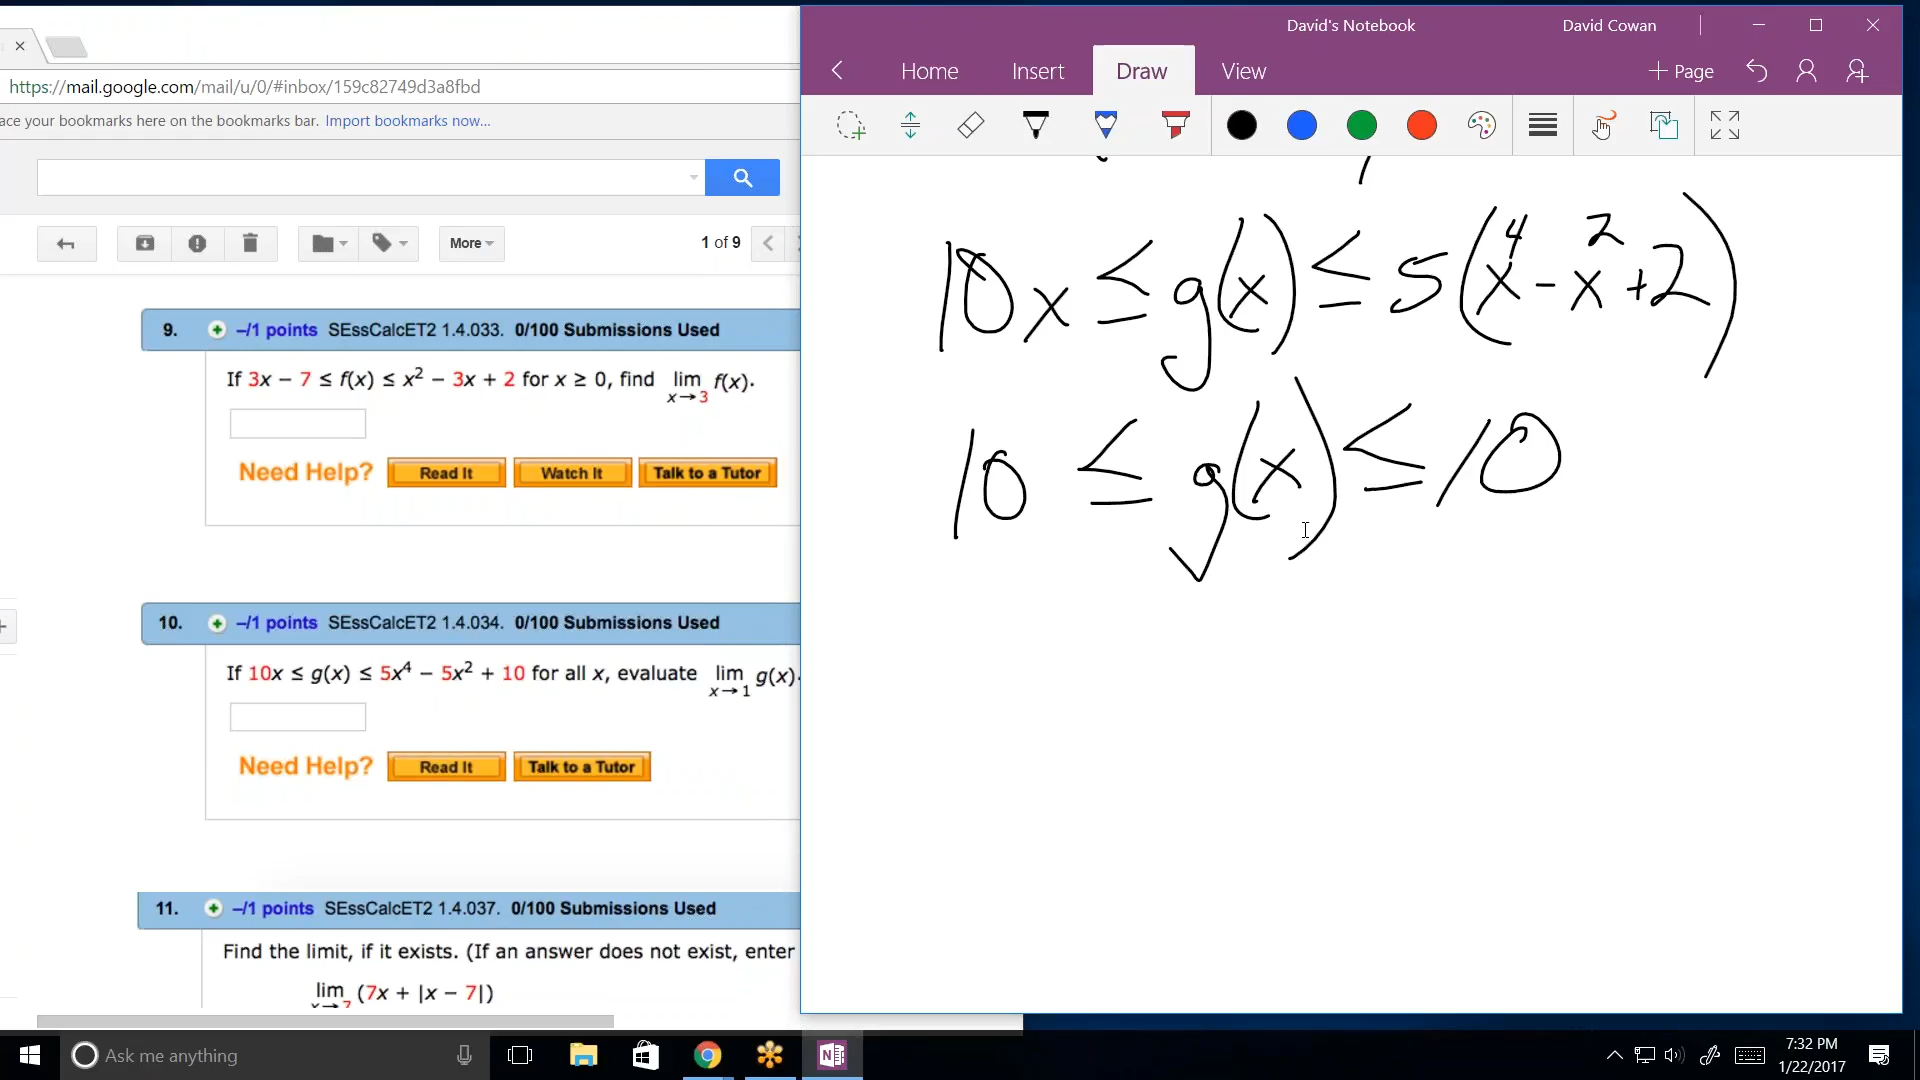 https://mail.google.com/mail/u/0/#inbox/159c82749d3a8fbd
ace your bookmarks here on the bookmarks bar. Import bookmarks now...
More
1 of 9
9. –/1 points SEssCalcET2 1.4.033. 0/100 Submissions Used
If 3x − 7 ≤ f(x) ≤ x² − 3x + 2 for x ≥ 0, find lim x→3 f(x).
Need Help? Read It Watch It Talk to a Tutor
10. –/1 points SEssCalcET2 1.4.034. 0/100 Submissions Used
If 10x ≤ g(x) ≤ 5x⁴ − 5x² + 10 for all x, evaluate lim x→1 g(x).
Need Help? Read It Talk to a Tutor
11. –/1 points SEssCalcET2 1.4.037. 0/100 Submissions Used
Find the limit, if it exists. (If an answer does not exist, enter
lim x→7 (7x + |x − 7|)
David's Notebook
David Cowan
Home Insert Draw View
+ Page
10x ≤ g(x) ≤ 5(x⁴ − x² + 2)
10 ≤ g(x) ≤ 10
Ask me anything
N
7:32 PM
1/22/2017